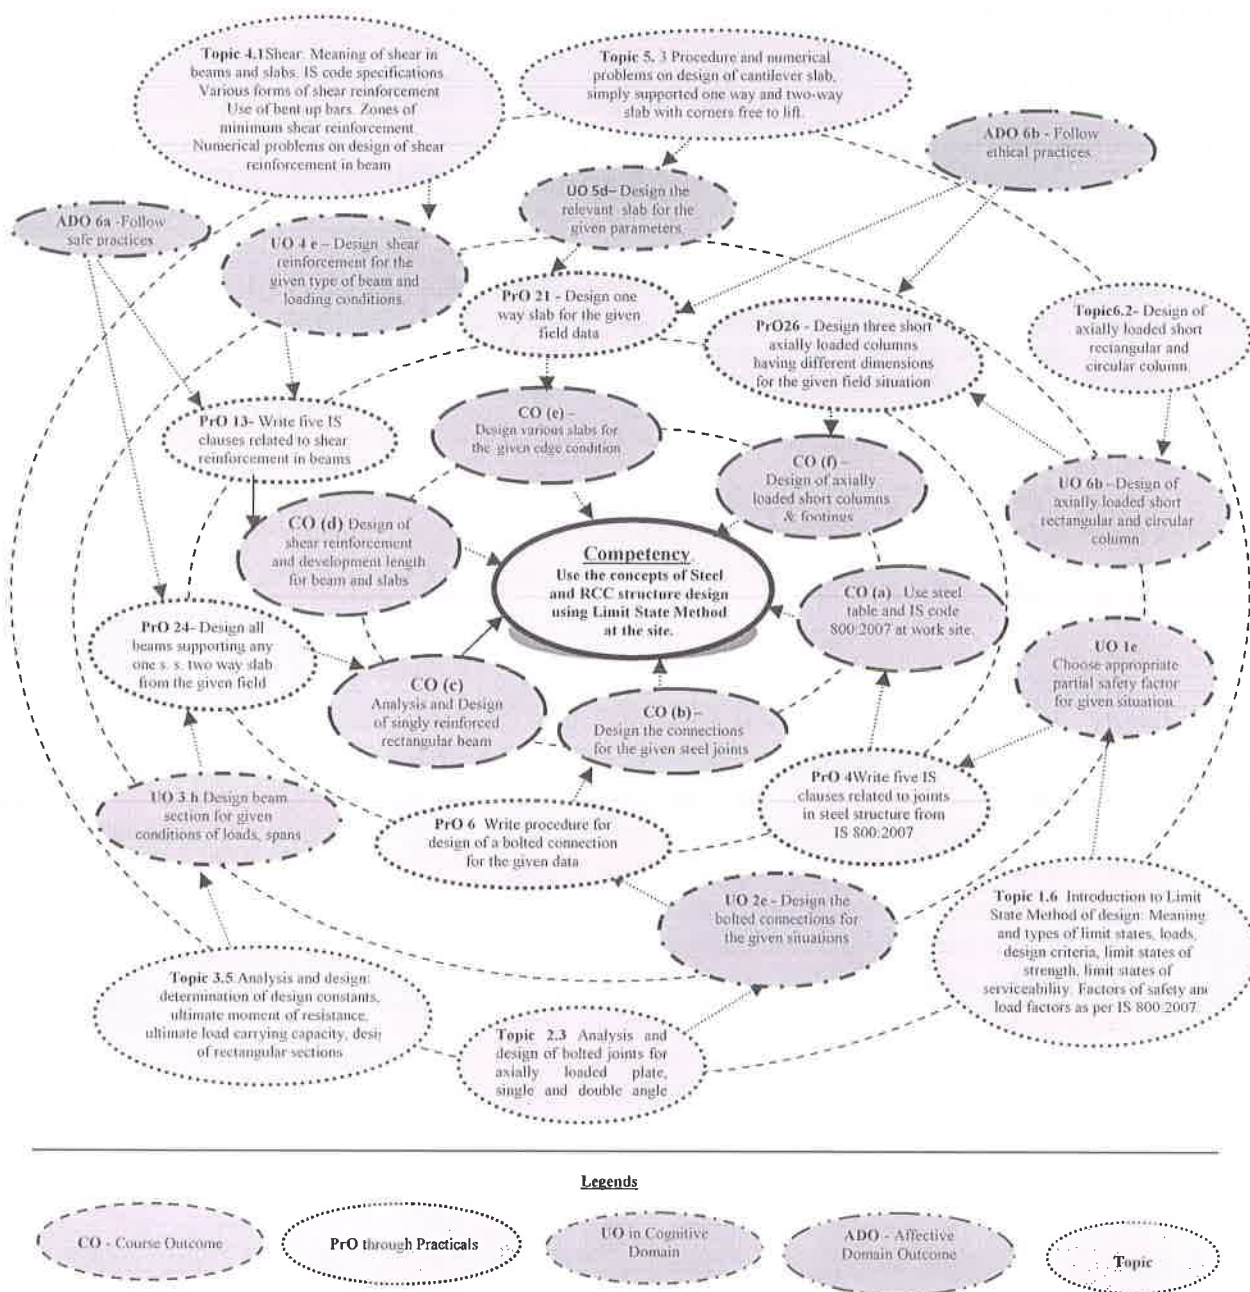 Topic 4.1Shear. Meaning of shear in
beams and slabs. IS code specifications.
Various forms of shear reinforcement
Use of bent up bars. Zones of
minimum shear reinforcement
Numerical problems on design of shear
reinforcement in beam
Topic 5. 3 Procedure and numerical
problems on design of cantilever slab,
simply supported one way and two-way
slab with corners free to lift.
ADO 6b - Follow
ethical practices
ADO 6a -Follow
safe practices
UO 4 e – Design shear
reinforcement for the
given type of beam and
loading conditions.
UO 5d– Design the
relevant slab for the
given parameters.
PrO 21 - Design one
way slab for the given
field data
PrO26 - Design three short
axially loaded columns
having different dimensions
for the given field situation
Topic6.2- Design of
axially loaded short
rectangular and
circular column
PrO 13- Write five IS
clauses related to shear
reinforcement in beams
CO (e) –
Design various slabs for
the given edge condition
CO (f) –
Design of axially
loaded short columns
& footings
UO 6b – Design of
axially loaded short
rectangular and circular
column
CO (d) Design of
shear reinforcement
and development length
for beam and slabs
Competency
Use the concepts of Steel
and RCC structure design
using Limit State Method
at the site.
CO (a) Use steel
table and IS code
800:2007 at work site.
PrO 24– Design all
beams supporting any
one s. s. two way slab
from the given field
UO 1e
Choose appropriate
partial safety factor
for given situation
CO (c)
Analysis and Design
of singly reinforced
rectangular beam
CO (b) –
Design the connections
for the given steel joints
UO 3 h Design beam
section for given
conditions of loads, spans
PrO 6 Write procedure for
design of a bolted connection
for the given data
PrO 4Write five IS
clauses related to joints
in steel structure from
IS 800:2007
UO 2e - Design the
bolted connections for
the given situations
Topic 1.6 Introduction to Limit
State Method of design: Meaning
and types of limit states, loads,
design criteria, limit states of
strength, limit states of
serviceability. Factors of safety and
load factors as per IS 800:2007
Topic 3.5 Analysis and design:
determination of design constants,
ultimate moment of resistance,
ultimate load carrying capacity, desi
of rectangular sections
Topic 2.3 Analysis and
design of bolted joints for
axially loaded plate,
single and double angle
Legends
CO - Course Outcome
PrO through Practicals
UO in Cognitive
Domain
ADO - Affective
Domain Outcome
Topic